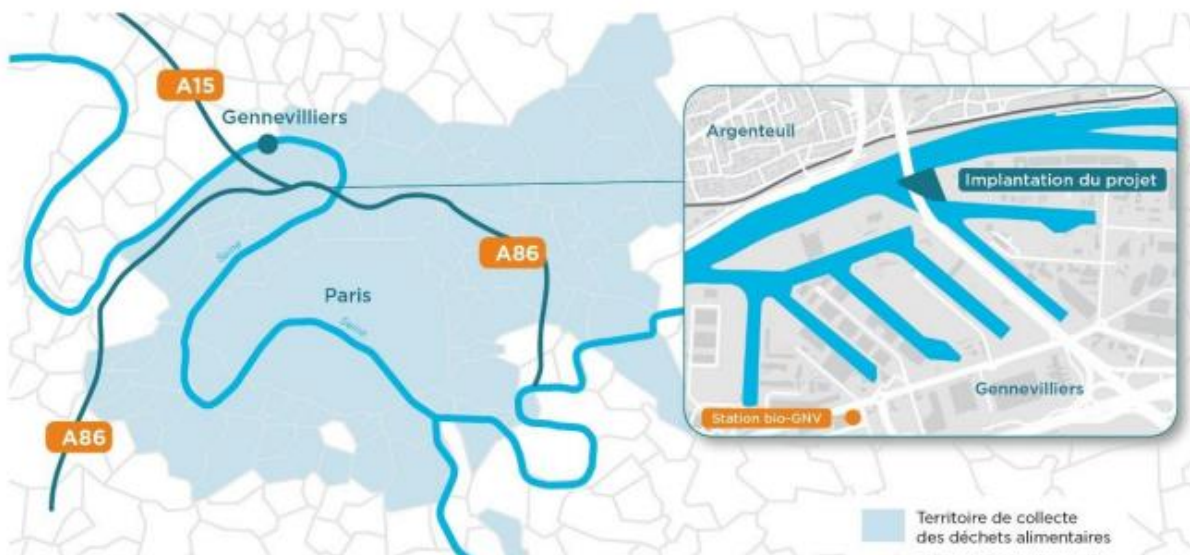 A15
Gennevilliers
Seine
Paris
Seine
A86
A86
Argenteuil
Implantation du projet
Gennevilliers
Station bio-GNV
Territoire de collecte
des déchets alimentaires